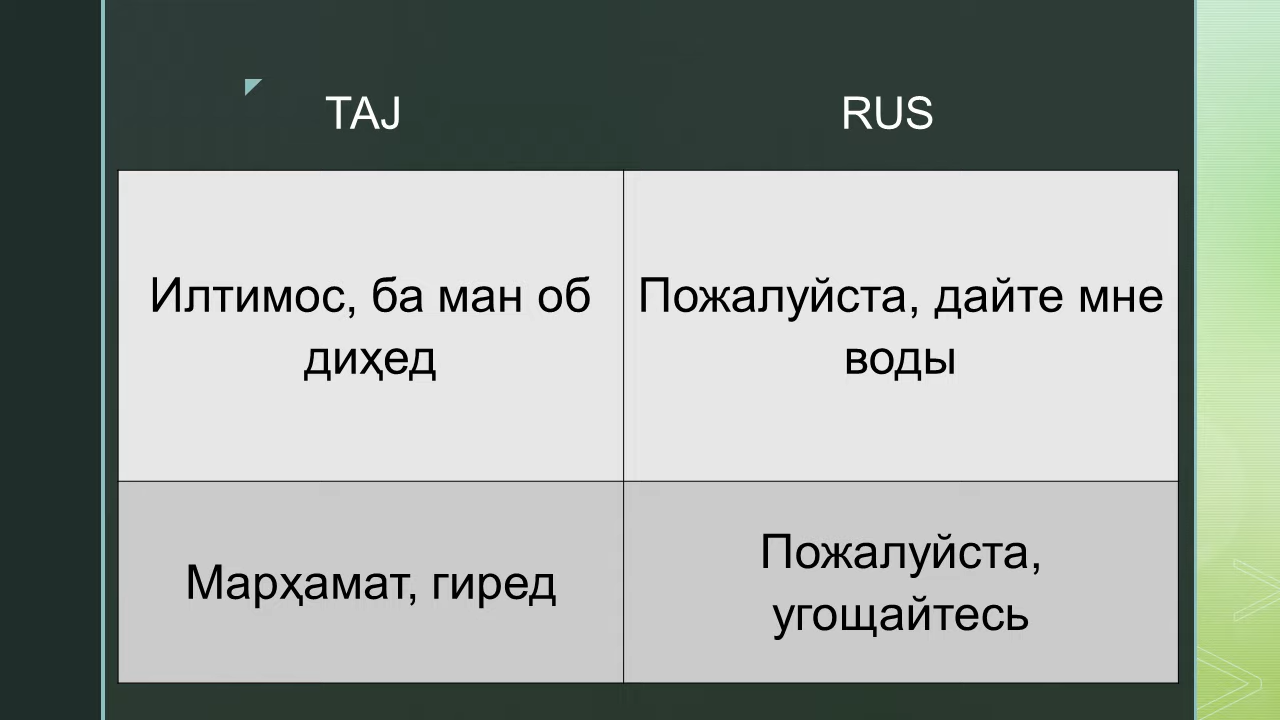 TAJ
RUS
Илтимос, ба ман об
диҳед
Пожалуйста, дайте мне
воды
Марҳамат, гиред
Пожалуйста,
угощайтесь